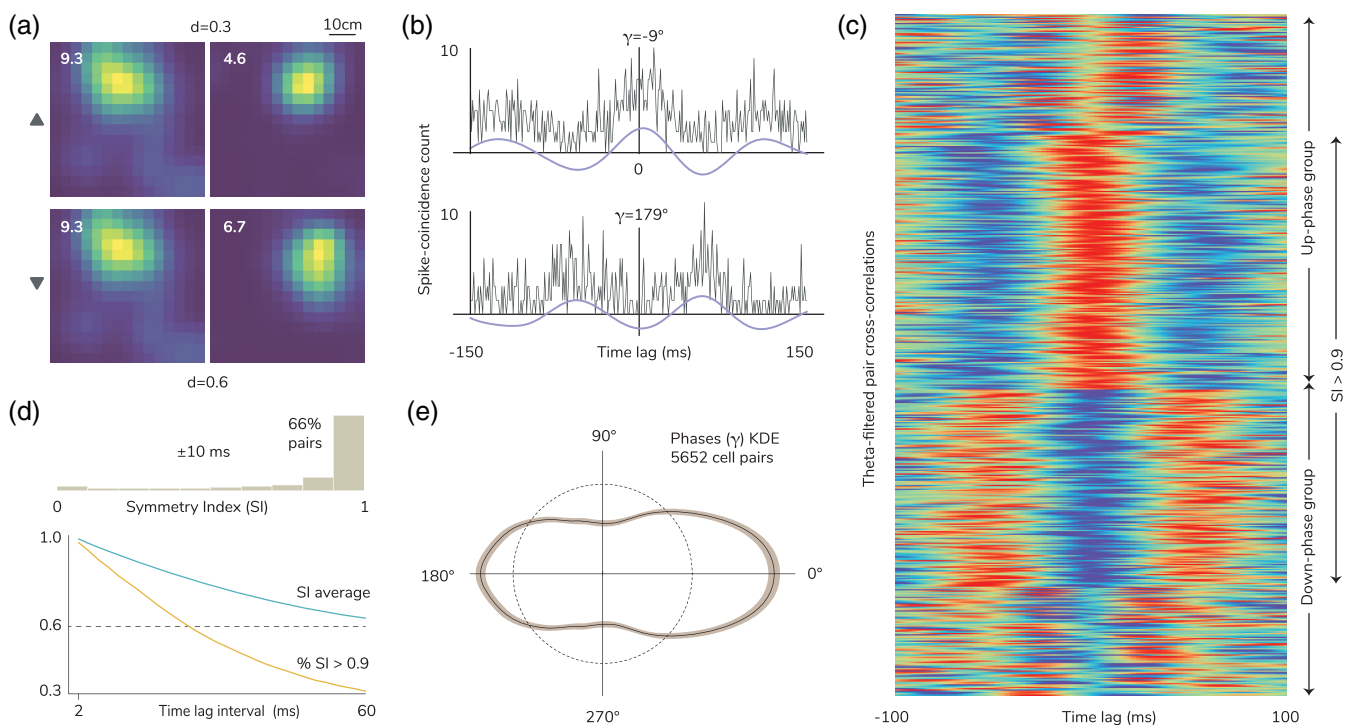 (a)
d=0.3
10cm
9.3
4.6
9.3
6.7
d=0.6
(b)
10
γ=-9°
0
10
γ=179°
Spike–coincidence count
-150
Time lag (ms)
150
(c)
Theta-filtered pair cross-correlations
-100
Time lag (ms)
100
Up-phase group
Down-phase group
SI > 0.9
(d)
66%
pairs
±10 ms
0
Symmetry Index (SI)
1
1.0
SI average
0.6
% SI > 0.9
0.3
2
Time lag interval (ms)
60
(e)
90°
Phases (γ) KDE
5652 cell pairs
180°
0°
270°